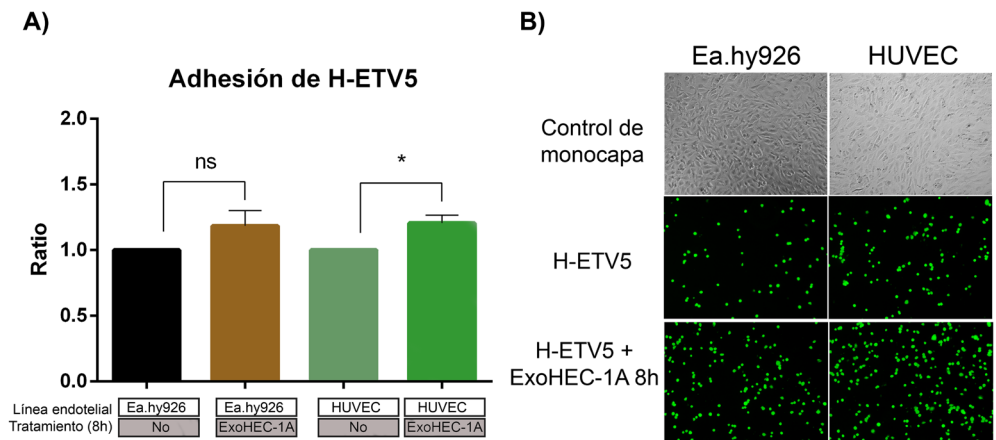 A)
Adhesión de H-ETV5
2.0
1.5
1.0
0.5
0.0
Ratio
ns
*
Línea endotelial Ea.hy926 Ea.hy926 HUVEC HUVEC
Tratamiento (8h) No ExoHEC-1A No ExoHEC-1A
B)
Ea.hy926 HUVEC
Control de
monocapa
H-ETV5
H-ETV5 +
ExoHEC-1A 8h